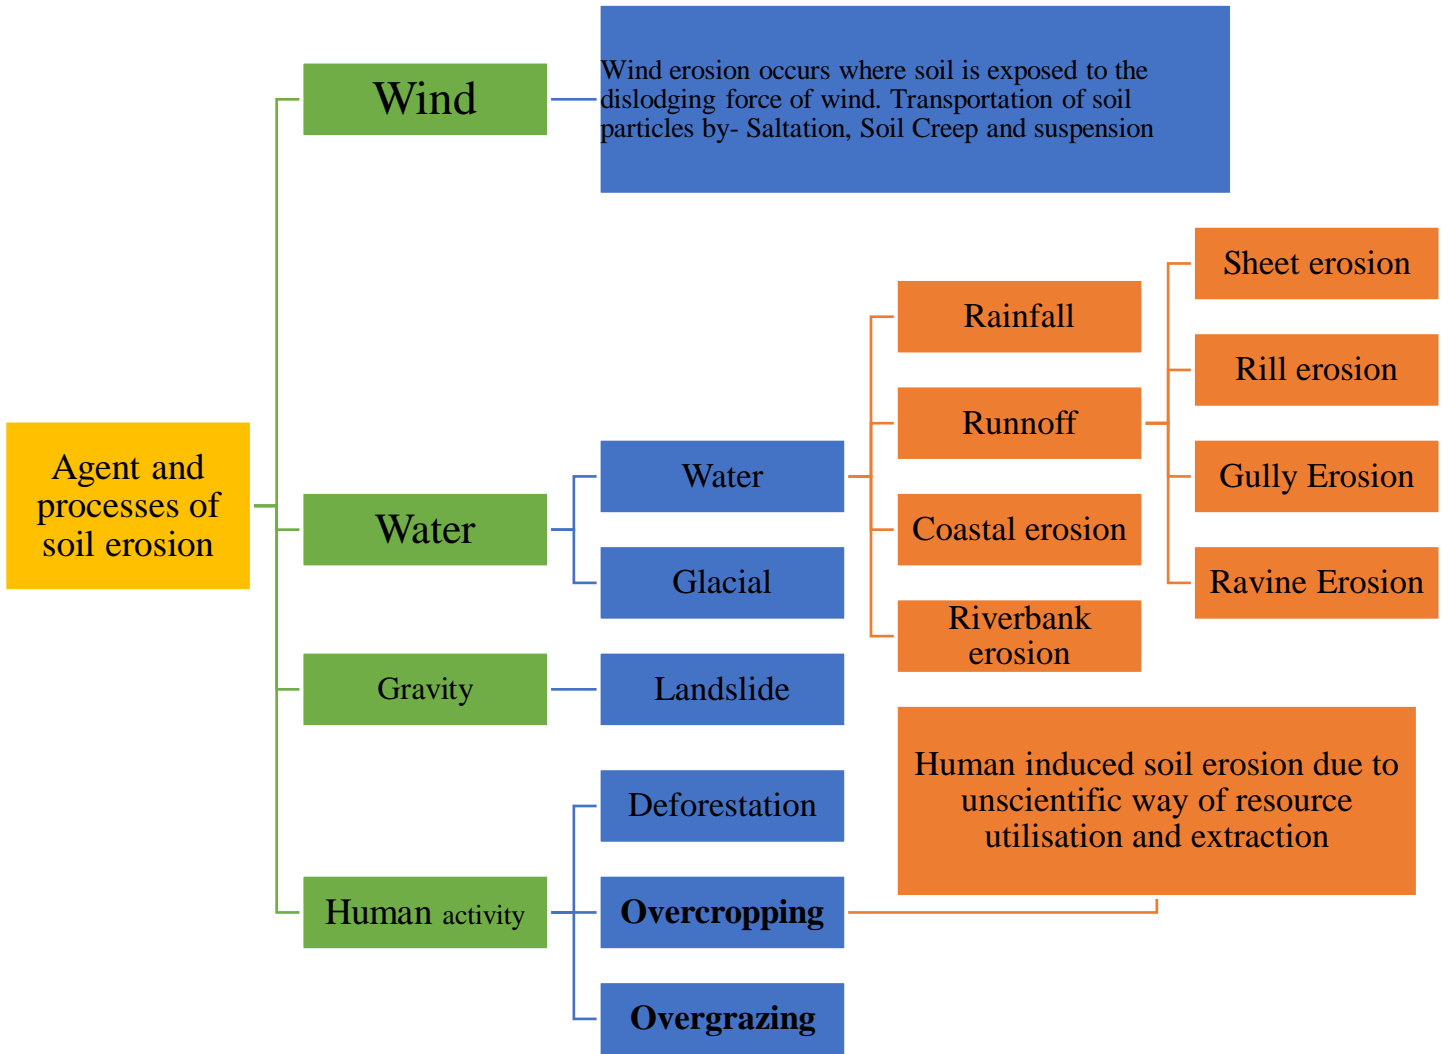 Agent and
processes of
soil erosion
Wind
Wind erosion occurs where soil is exposed to the
dislodging force of wind. Transportation of soil
particles by- Saltation, Soil Creep and suspension
Water
Water
Rainfall
Runnoff
Sheet erosion
Rill erosion
Gully Erosion
Ravine Erosion
Coastal erosion
Riverbank
erosion
Glacial
Gravity
Landslide
Human activity
Deforestation
Overcropping
Human induced soil erosion due to
unscientific way of resource
utilisation and extraction
Overgrazing